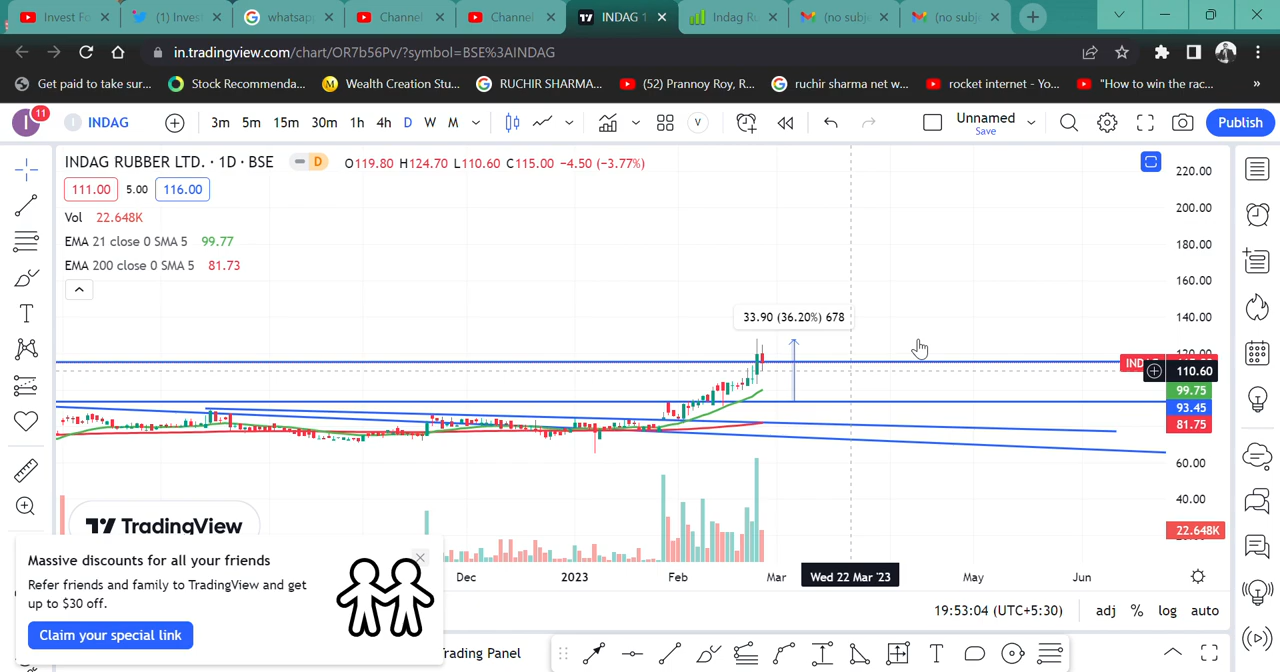 Invest Fo
(1) Invest
whatsapp
Channel
Channel
INDAG 1
Indag Ru
(no subj
(no subj
in.tradingview.com/chart/OR7b56Pv/?symbol=BSE%3AINDAG
Get paid to take sur...
Stock Recommenda...
Wealth Creation Stu...
RUCHIR SHARMA...
(52) Prannoy Roy, R...
ruchir sharma net w...
rocket internet - Yo...
"How to win the rac...
»
I
11
I
INDAG
3m 5m 15m 30m 1h 4h D W M
V
Unnamed
Save
Publish
INDAG RUBBER LTD. · 1D · BSE
D
O119.80 H124.70 L110.60 C115.00 −4.50 (−3.77%)
111.00 5.00 116.00
Vol 22.648K
EMA 21 close 0 SMA 5 99.77
EMA 200 close 0 SMA 5 81.73
33.90 (36.20%) 678
220.00
200.00
180.00
160.00
140.00
120.00
110.60
99.75
93.45
81.75
60.00
40.00
22.648K
TradingView
Massive discounts for all your friends
Refer friends and family to TradingView and get
up to $30 off.
Claim your special link
Dec 2023 Feb Mar Wed 22 Mar '23 May Jun
19:53:04 (UTC+5:30) adj % log auto
rading Panel